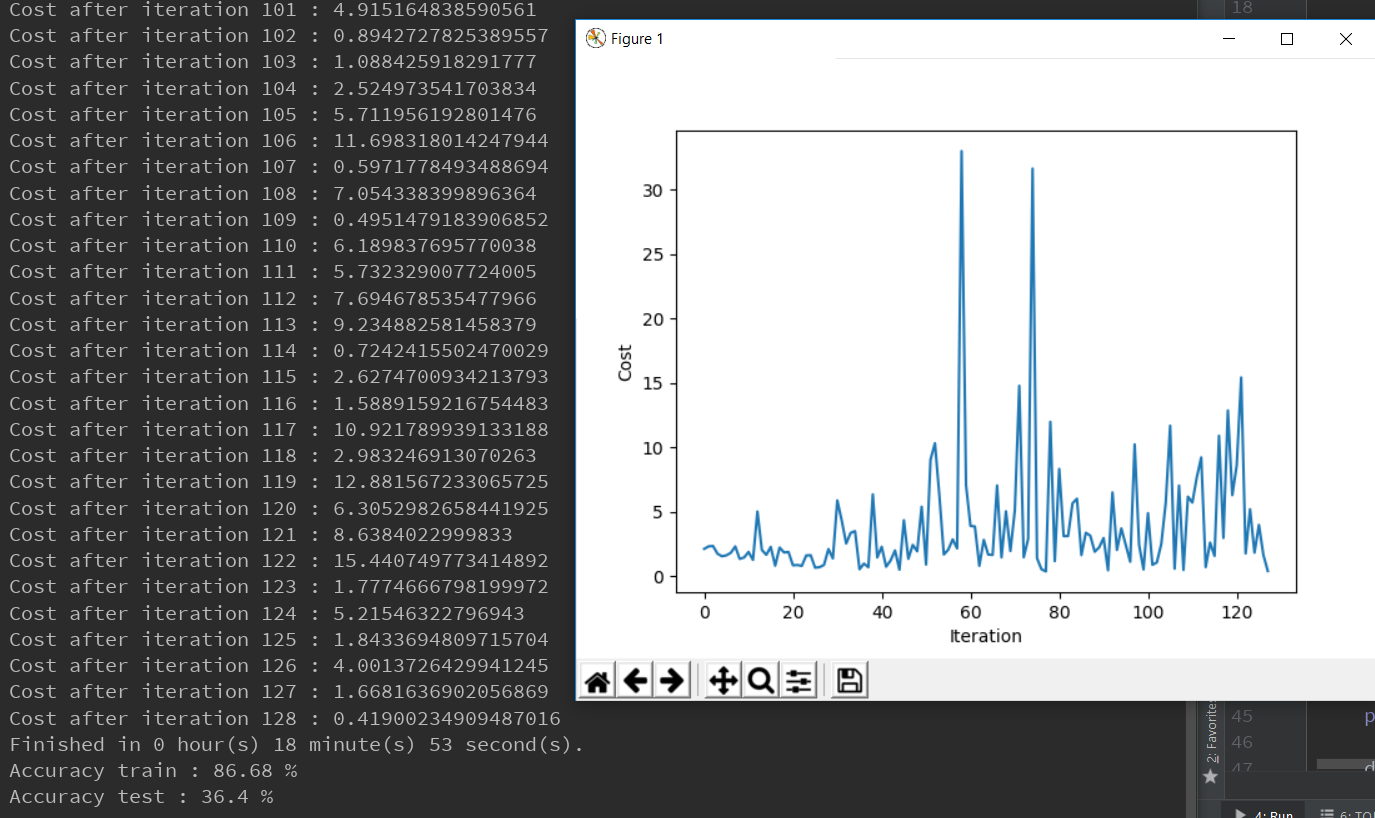 Cost after iteration 101 : 4.915164838590561
Cost after iteration 102 : 0.8942727825389557
Cost after iteration 103 : 1.088425918291777
Cost after iteration 104 : 2.524973541703834
Cost after iteration 105 : 5.711956192801476
Cost after iteration 106 : 11.698318014247944
Cost after iteration 107 : 0.5971778493488694
Cost after iteration 108 : 7.054338399896364
Cost after iteration 109 : 0.4951479183906852
Cost after iteration 110 : 6.189837695770038
Cost after iteration 111 : 5.732329007724005
Cost after iteration 112 : 7.694678535477966
Cost after iteration 113 : 9.234882581458379
Cost after iteration 114 : 0.7242415502470029
Cost after iteration 115 : 2.6274700934213793
Cost after iteration 116 : 1.5889159216754483
Cost after iteration 117 : 10.921789939133188
Cost after iteration 118 : 2.983246913070263
Cost after iteration 119 : 12.881567233065725
Cost after iteration 120 : 6.3052982658441925
Cost after iteration 121 : 8.6384022999833
Cost after iteration 122 : 15.440749773414892
Cost after iteration 123 : 1.7774666798199972
Cost after iteration 124 : 5.21546322796943
Cost after iteration 125 : 1.8433694809715704
Cost after iteration 126 : 4.0013726429941245
Cost after iteration 127 : 1.6681636902056869
Cost after iteration 128 : 0.41900234909487016
Finished in 0 hour(s) 18 minute(s) 53 second(s).
Accuracy train : 86.68 %
Accuracy test : 36.4 %
18
Figure 1
30
25
20
15
10
5
0
Cost
0 20 40 60 80 100 120
Iteration
2: Favorites
45 p
46
47 d
4: Run
6: TO